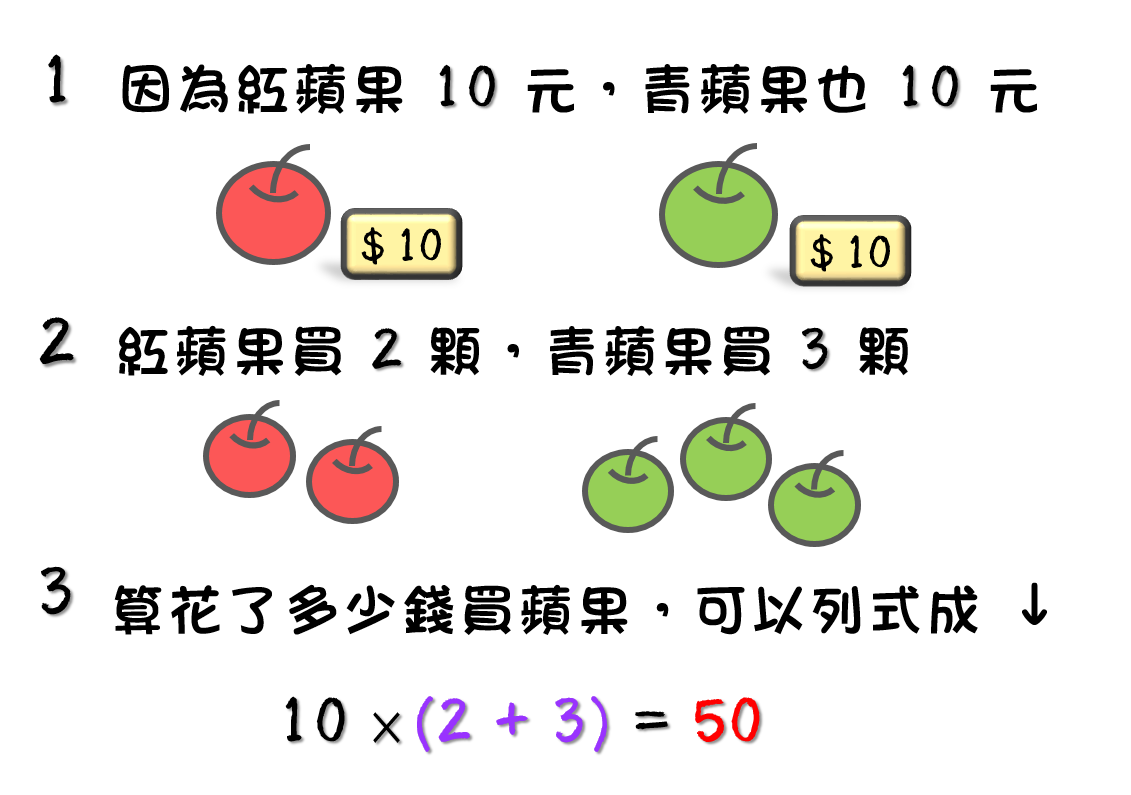 1 因為紅蘋果 10 元，青蘋果也 10 元
$ 10
$ 10
2 紅蘋果買 2 顆，青蘋果買 3 顆
3 算花了多少錢買蘋果，可以列式成 ↓
10 ×(2 + 3) = 50